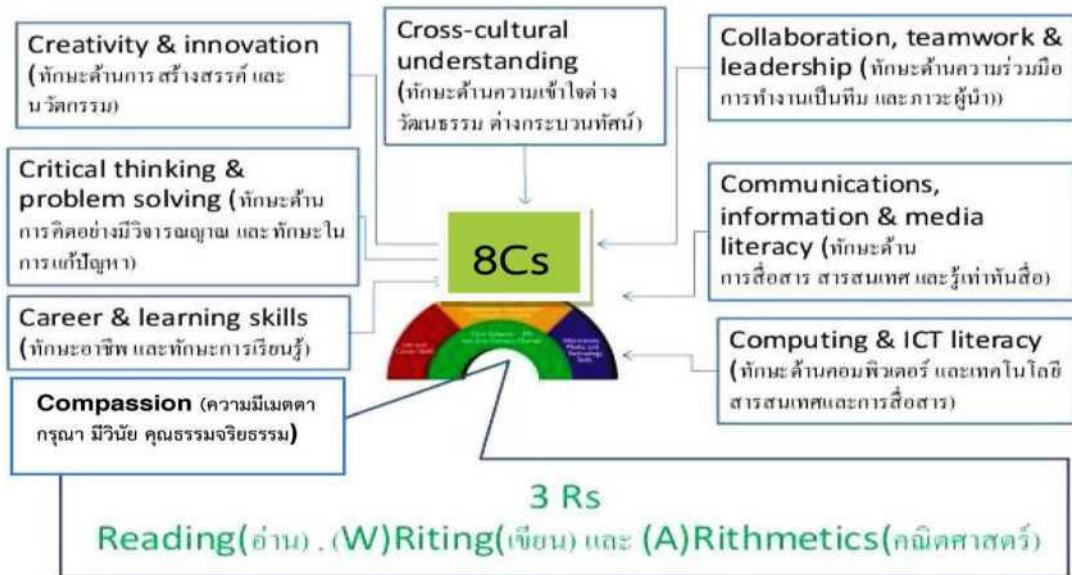 Creativity & innovation
(ทักษะด้านการสร้างสรรค์ และ
นวัตกรรม)
Cross-cultural
understanding
(ทักษะด้านความเข้าใจต่าง
วัฒนธรรม ต่างกระบวนทัศน์)
Collaboration, teamwork &
leadership (ทักษะด้านความร่วมมือ
การทำงานเป็นทีม และภาวะผู้นำ))
Critical thinking &
problem solving (ทักษะด้าน
การคิดอย่างมีวิจารณญาณ และทักษะใน
การแก้ปัญหา)
8Cs
Communications,
information & media
literacy (ทักษะด้าน
การสื่อสาร สารสนเทศ และรู้เท่าทันสื่อ)
Career & learning skills
(ทักษะอาชีพ และทักษะการเรียนรู้)
Computing & ICT literacy
(ทักษะด้านคอมพิวเตอร์ และเทคโนโลยี
สารสนเทศและการสื่อสาร)
Compassion (ความมีเมตตา
กรุณา มีวินัย คุณธรรมจริยธรรม)
3 Rs
Reading(อ่าน) . (W)Riting(เขียน) และ (A)Rithmetics(คณิตศาสตร์)